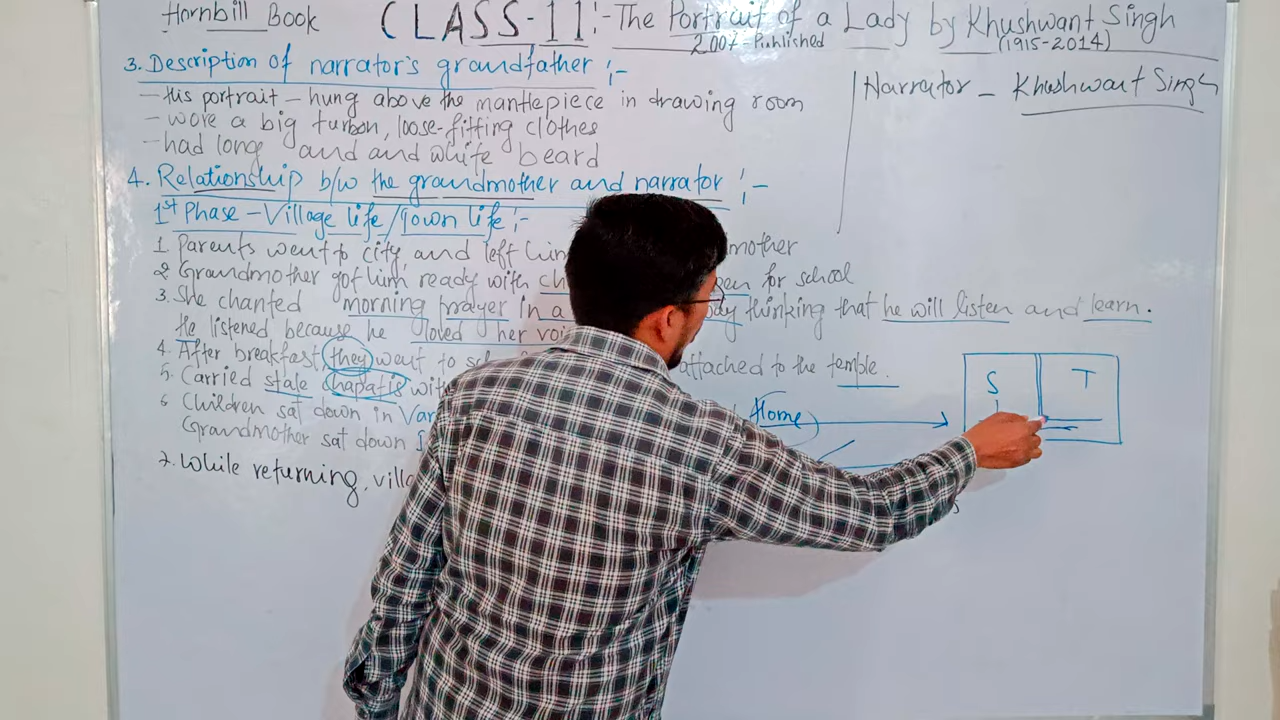 Hornbill Book CLASS-11:- The Portrait of a Lady by Khushwant Singh
2007-Published (1915-2014)
3. Description of narrator's grandfather :-
- His portrait - hung above the mantlepiece in drawing room
- wore a big turban, loose-fitting clothes
- had long and and white beard
Narrator - Khushwant Singh
4. Relationship b/w the grandmother and narrator :-
1st Phase - Village life / Town life :-
1. Parents went to city and left him mother
2 Grandmother got him ready with for school
3. She chanted morning prayer in a thinking that he will listen and learn.
He listened because he loved her
4. After breakfast they went to attached to the temple.
5. Carried stale chapatis
6 Children sat down in
Grandmother sat down
7. While returning,
Home
S T